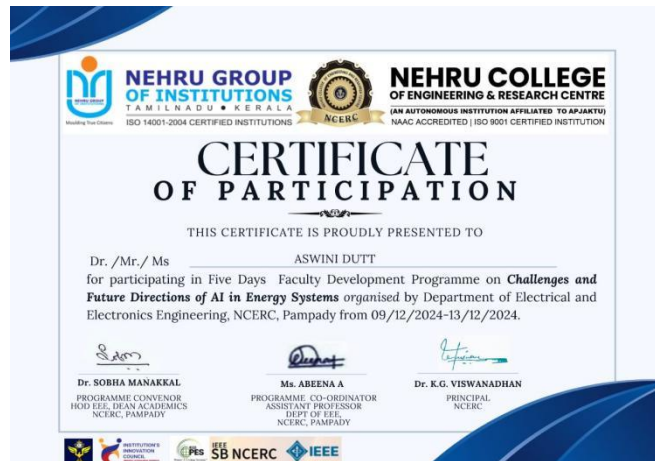 NEHRU GROUP
OF INSTITUTIONS
TAMILNADU • KERALA
ISO 14001-2004 CERTIFIED INSTITUTIONS
Moulding True Citizens
NCERC
NEHRU COLLEGE
OF ENGINEERING & RESEARCH CENTRE
(AN AUTONOMOUS INSTITUTION AFFILIATED TO APJAKTU)
NAAC ACCREDITED | ISO 9001 CERTIFIED INSTITUTION
CERTIFICATE
OF PARTICIPATION
THIS CERTIFICATE IS PROUDLY PRESENTED TO
Dr. /Mr./ Ms ASWINI DUTT
for participating in Five Days Faculty Development Programme on Challenges and
Future Directions of AI in Energy Systems organised by Department of Electrical and
Electronics Engineering, NCERC, Pampady from 09/12/2024-13/12/2024.
Dr. SOBHA MANAKKAL
PROGRAMME CONVENOR
HOD EEE, DEAN ACADEMICS
NCERC, PAMPADY
Ms. ABEENA A
PROGRAMME CO-ORDINATOR
ASSISTANT PROFESSOR
DEPT OF EEE,
NCERC, PAMPADY
Dr. K.G. VISWANADHAN
PRINCIPAL
NCERC
INSTITUTION'S
INNOVATION
COUNCIL
PES
IEEE
SB NCERC
IEEE